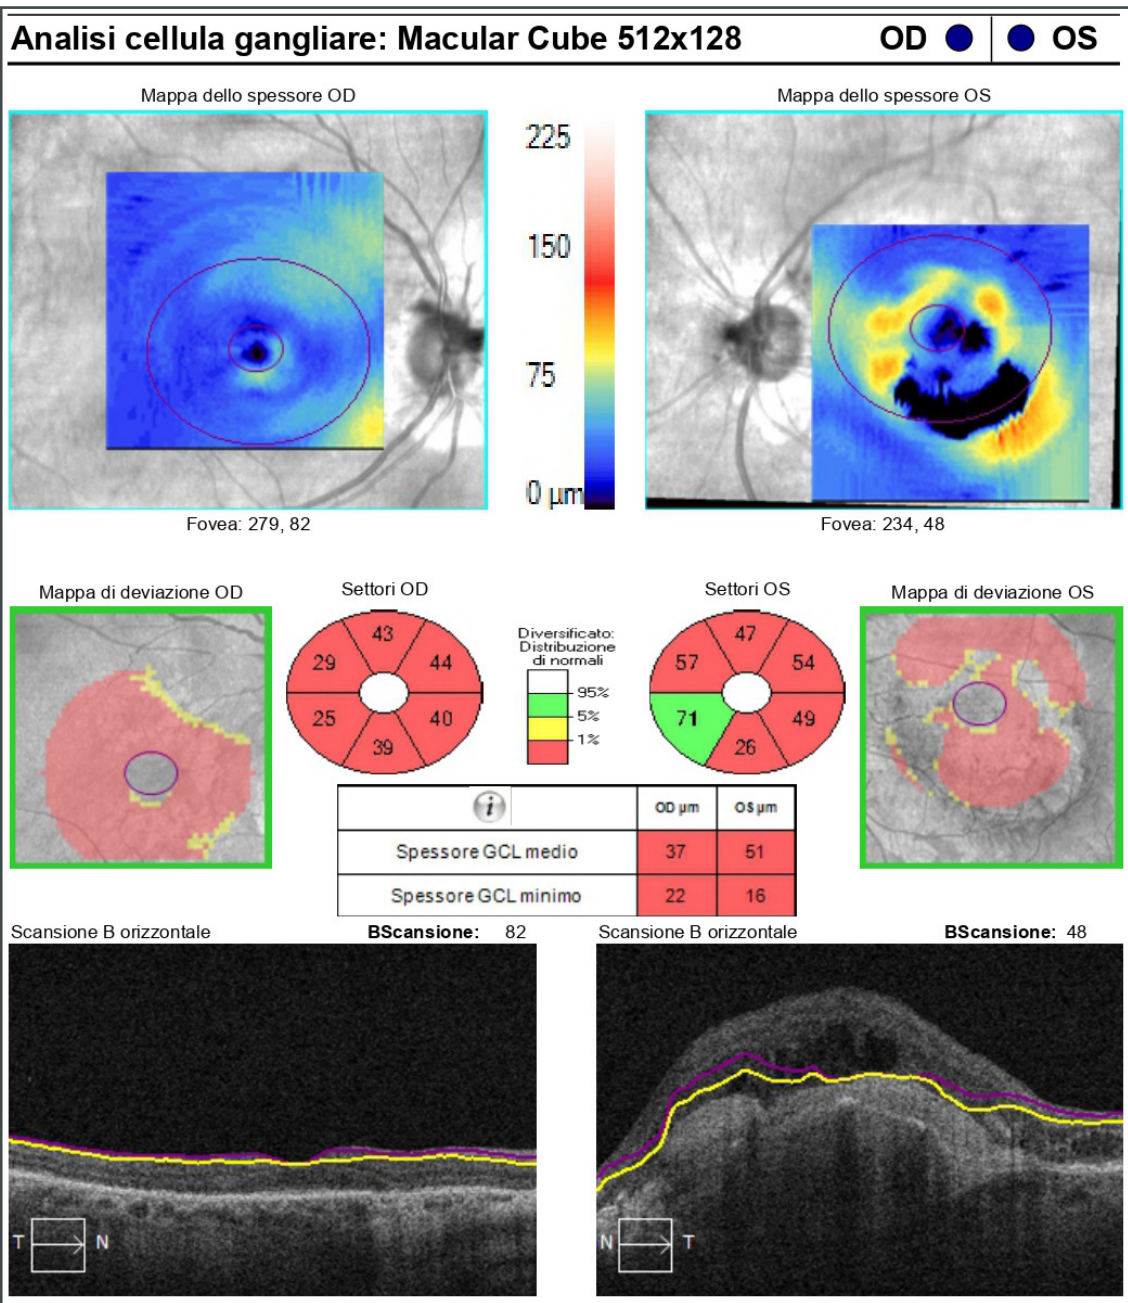 Analisi cellula gangliare: Macular Cube 512x128 OD OS
Mappa dello spessore OD
Mappa dello spessore OS
225
150
75
0 µm
Fovea: 279, 82
Fovea: 234, 48
Mappa di deviazione OD
Settori OD
Settori OS
Mappa di deviazione OS
43
29 44
25 40
39
Diversificato:
Distribuzione
di normali
95%
5%
1%
47
57 54
71 49
26
i OD µm OS µm
Spessore GCL medio 37 51
Spessore GCL minimo 22 16
Scansione B orizzontale BScansione: 82
Scansione B orizzontale BScansione: 48
T N
N T